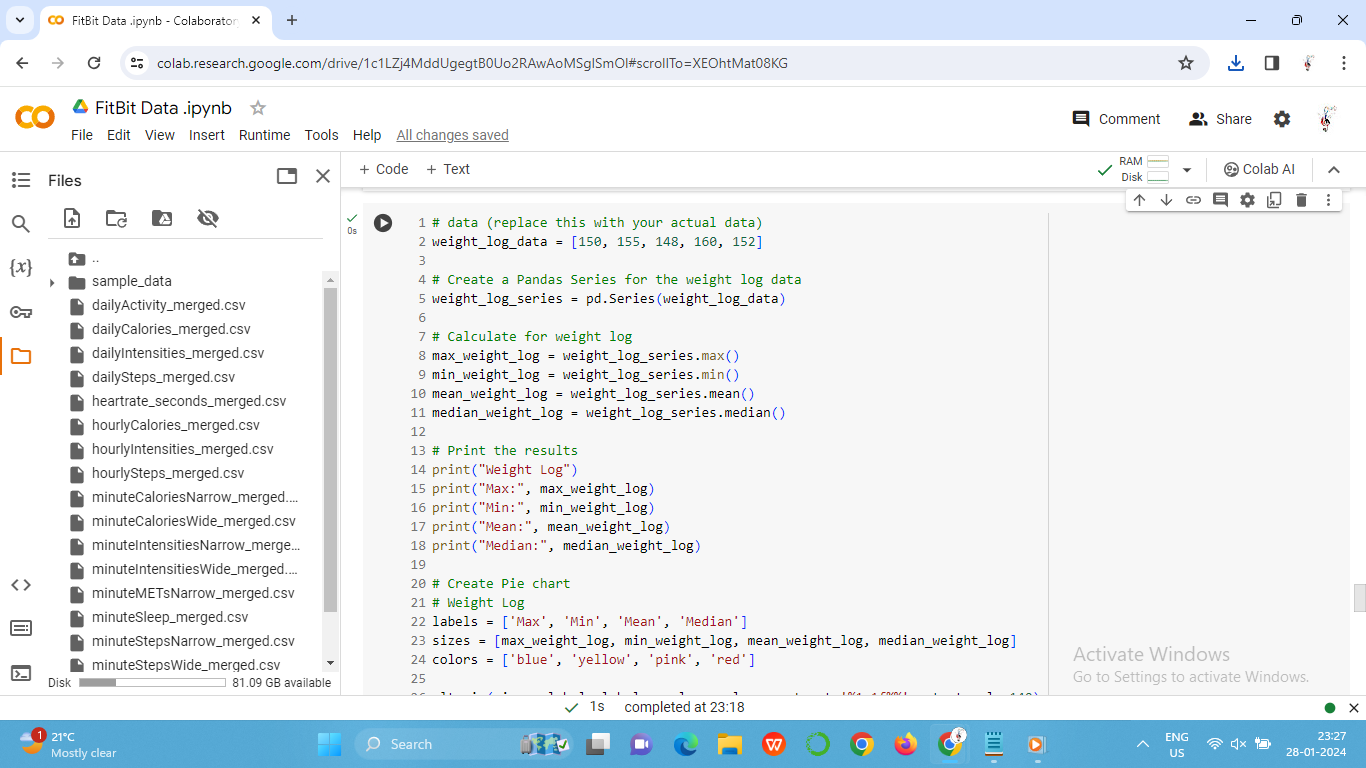 FitBit Data .ipynb - Colaborator
colab.research.google.com/drive/1c1LZj4MddUgegtB0Uo2RAwAoMSglSmOl#scrollTo=XEOhtMat08KG
FitBit Data .ipynb
File Edit View Insert Runtime Tools Help All changes saved
Comment Share
Files
+ Code + Text
RAM
Disk
Colab AI
..
sample_data
dailyActivity_merged.csv
dailyCalories_merged.csv
dailyIntensities_merged.csv
dailySteps_merged.csv
heartrate_seconds_merged.csv
hourlyCalories_merged.csv
hourlyIntensities_merged.csv
hourlySteps_merged.csv
minuteCaloriesNarrow_merged....
minuteCaloriesWide_merged.csv
minuteIntensitiesNarrow_merge...
minuteIntensitiesWide_merged....
minuteMETsNarrow_merged.csv
minuteSleep_merged.csv
minuteStepsNarrow_merged.csv
minuteStepsWide_merged.csv
Disk 81.09 GB available
0s
1 # data (replace this with your actual data)
2 weight_log_data = [150, 155, 148, 160, 152]
3
4 # Create a Pandas Series for the weight log data
5 weight_log_series = pd.Series(weight_log_data)
6
7 # Calculate for weight log
8 max_weight_log = weight_log_series.max()
9 min_weight_log = weight_log_series.min()
10 mean_weight_log = weight_log_series.mean()
11 median_weight_log = weight_log_series.median()
12
13 # Print the results
14 print("Weight Log")
15 print("Max:", max_weight_log)
16 print("Min:", min_weight_log)
17 print("Mean:", mean_weight_log)
18 print("Median:", median_weight_log)
19
20 # Create Pie chart
21 # Weight Log
22 labels = ['Max', 'Min', 'Mean', 'Median']
23 sizes = [max_weight_log, min_weight_log, mean_weight_log, median_weight_log]
24 colors = ['blue', 'yellow', 'pink', 'red']
25
Activate Windows
Go to Settings to activate Windows.
1s completed at 23:18
1
21°C
Mostly clear
Search
ENG
US
23:27
28-01-2024